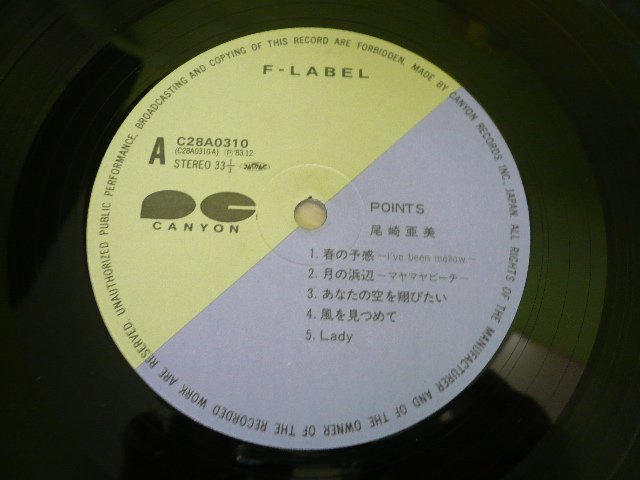 UNAUTHORIZED PUBLIC PERFORMANCE, BROADCASTING AND COPYING OF THIS RECORD ARE FORBIDDEN. MADE BY CANYON RECORDS INC. JAPAN. ALL RIGHTS OF THE MANUFACTURER AND OF THE OWNER OF THE RECORDED WORK ARE RESERVED.
F-LABEL
A
C28A0310
(C28A0310-A) (P)'83.12
STEREO 33 1/3
CANYON
POINTS
尾崎亜美
1. 春の予感 ~I've been mellow~
2. 月の浜辺 ~マヤマヤビーチ~
3. あなたの空を翔びたい
4. 風を見つめて
5. Lady